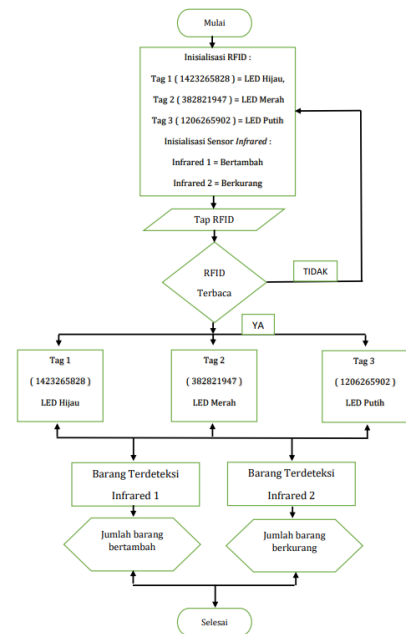 Mulai
Inisialisasi RFID :
Tag 1 ( 1423265828 ) = LED Hijau,
Tag 2 ( 382821947 ) = LED Merah
Tag 3 ( 1206265902 ) = LED Putih
Inisialisasi Sensor Infrared :
Infrared 1 = Bertambah
Infrared 2 = Berkurang
Tap RFID
RFID
Terbaca
TIDAK
YA
Tag 1
( 1423265828 )
LED Hijau
Tag 2
( 382821947 )
LED Merah
Tag 3
( 1206265902 )
LED Putih
Barang Terdeteksi
Infrared 1
Barang Terdeteksi
Infrared 2
Jumlah barang
bertambah
Jumlah barang
berkurang
Selesai